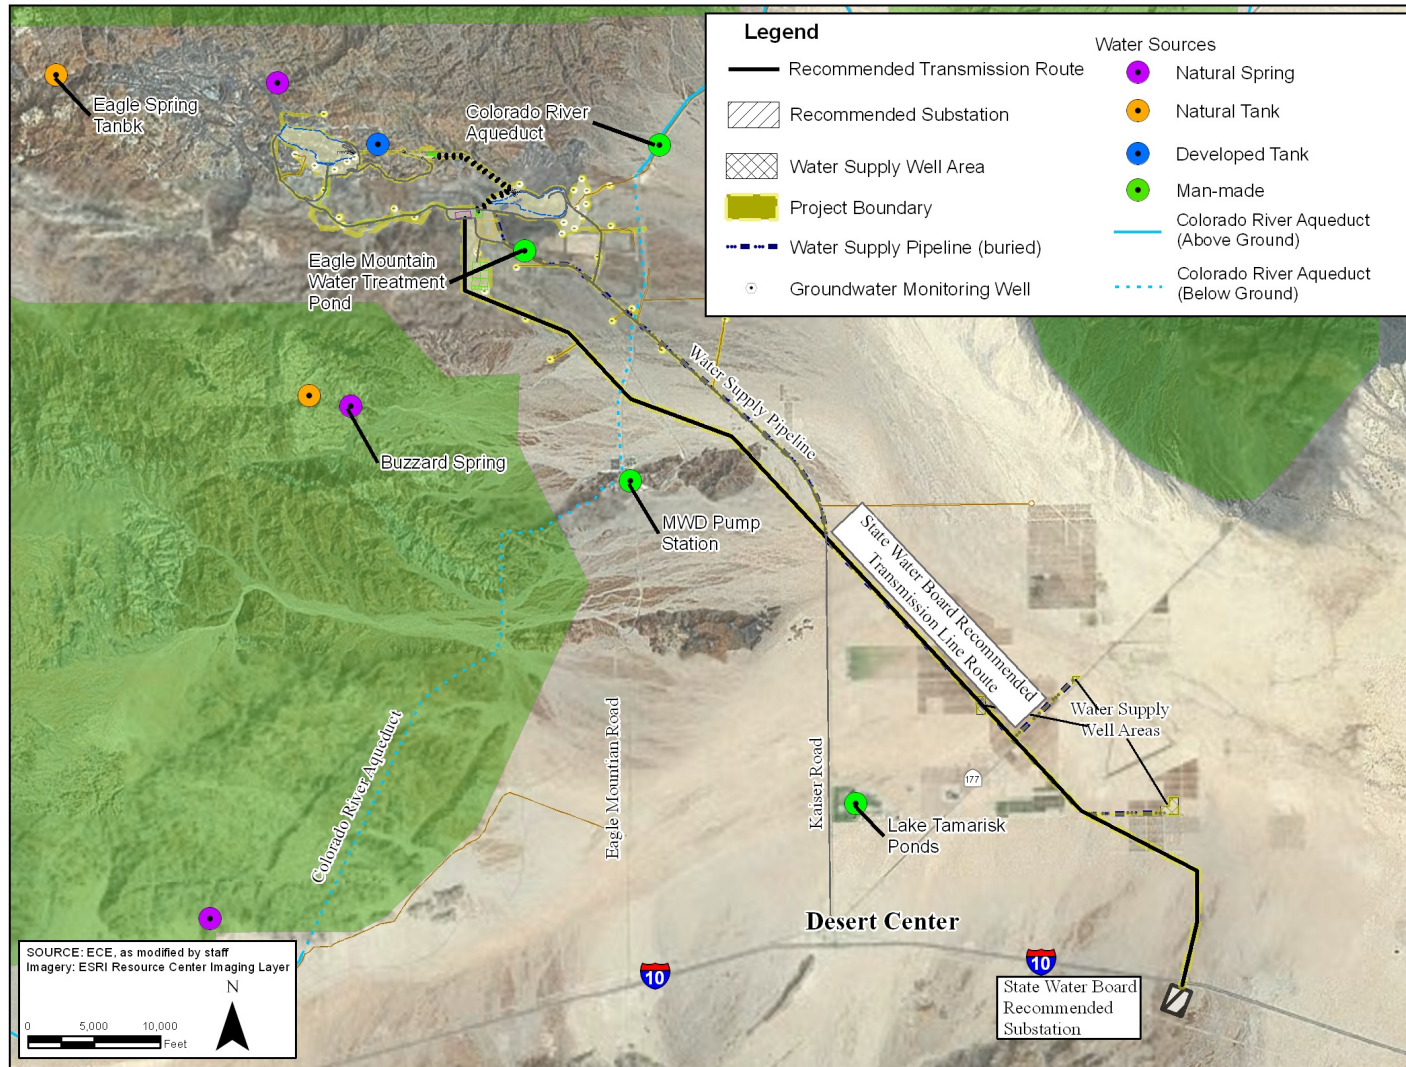 Legend
Recommended Transmission Route
Recommended Substation
Water Supply Well Area
Project Boundary
Water Supply Pipeline (buried)
Groundwater Monitoring Well
Water Sources
Natural Spring
Natural Tank
Developed Tank
Man-made
Colorado River Aqueduct
(Above Ground)
Colorado River Aqueduct
(Below Ground)
Eagle Spring
Tanbk
Colorado River
Aqueduct
Eagle Mountain
Water Treatment
Pond
Water Supply Pipeline
Buzzard Spring
MWD Pump
Station
State Water Board Recommended
Transmission Line Route
Water Supply
Well Areas
Colorado River Aqueduct
Eagle Mountian Road
Kaiser Road
177
Lake Tamarisk
Ponds
Desert Center
10
10
State Water Board
Recommended
Substation
SOURCE: ECE, as modified by staff
Imagery: ESRI Resource Center Imaging Layer
N
0 5,000 10,000
Feet